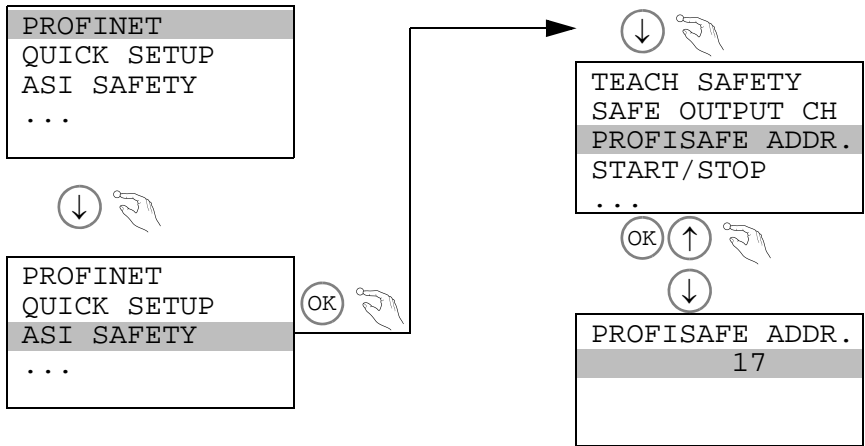 PROFINET
QUICK SETUP
ASI SAFETY
...
↓
PROFINET
QUICK SETUP
ASI SAFETY
...
OK
↓
TEACH SAFETY
SAFE OUTPUT CH
PROFISAFE ADDR.
START/STOP
...
OK ↑
↓
PROFISAFE ADDR.
17